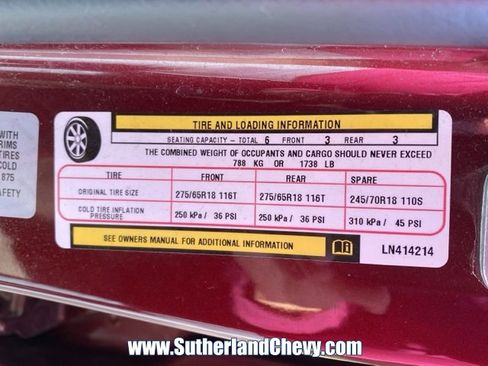 WITH
RIMS
TIRES
COLD
875
SAFETY
TIRE AND LOADING INFORMATION
SEATING CAPACITY - TOTAL 6 FRONT 3 REAR 3
THE COMBINED WEIGHT OF OCCUPANTS AND CARGO SHOULD NEVER EXCEED
788 KG OR 1738 LB
TIRE FRONT REAR SPARE
ORIGINAL TIRE SIZE 275/65R18 116T 275/65R18 116T 245/70R18 110S
COLD TIRE INFLATION
PRESSURE 250 kPa / 36 PSI 250 kPa / 36 PSI 310 kPa / 45 PSI
SEE OWNERS MANUAL FOR ADDITIONAL INFORMATION LN414214
www.SutherlandChevy.com